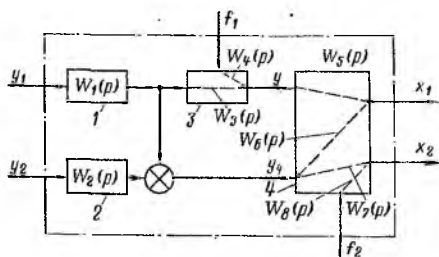 f₁
y₁
W₁(p)
1
W₄(p)
3
W₃(p)
y
W₅(p)
x₁
W₆(p)
y₂
W₂(p)
2
y₄
4
W₇(p)
W₈(p)
x₂
f₂